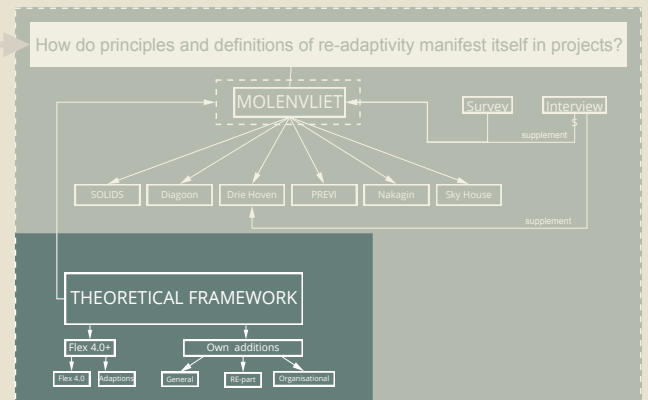 How do principles and definitions of re-adaptivity manifest itself in projects?
MOLENVLIET
Survey
Interview
s
supplement
SOLIDS
Diagoon
Drie Hoven
PREVI
Nakagin
Sky House
supplement
THEORETICAL FRAMEWORK
Flex 4.0+
Own additions
Flex 4.0
Adaptions
General
RE-part
Organisational